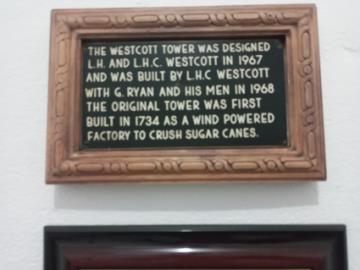 THE WESTCOTT TOWER WAS DESIGNED
L.H. AND L.H.C. WESTCOTT IN 1967
AND WAS BUILT BY L.H.C WESTCOTT
WITH G. RYAN AND HIS MEN IN 1968
THE ORIGINAL TOWER WAS FIRST
BUILT IN 1734 AS A WIND POWERED
FACTORY TO CRUSH SUGAR CANES.